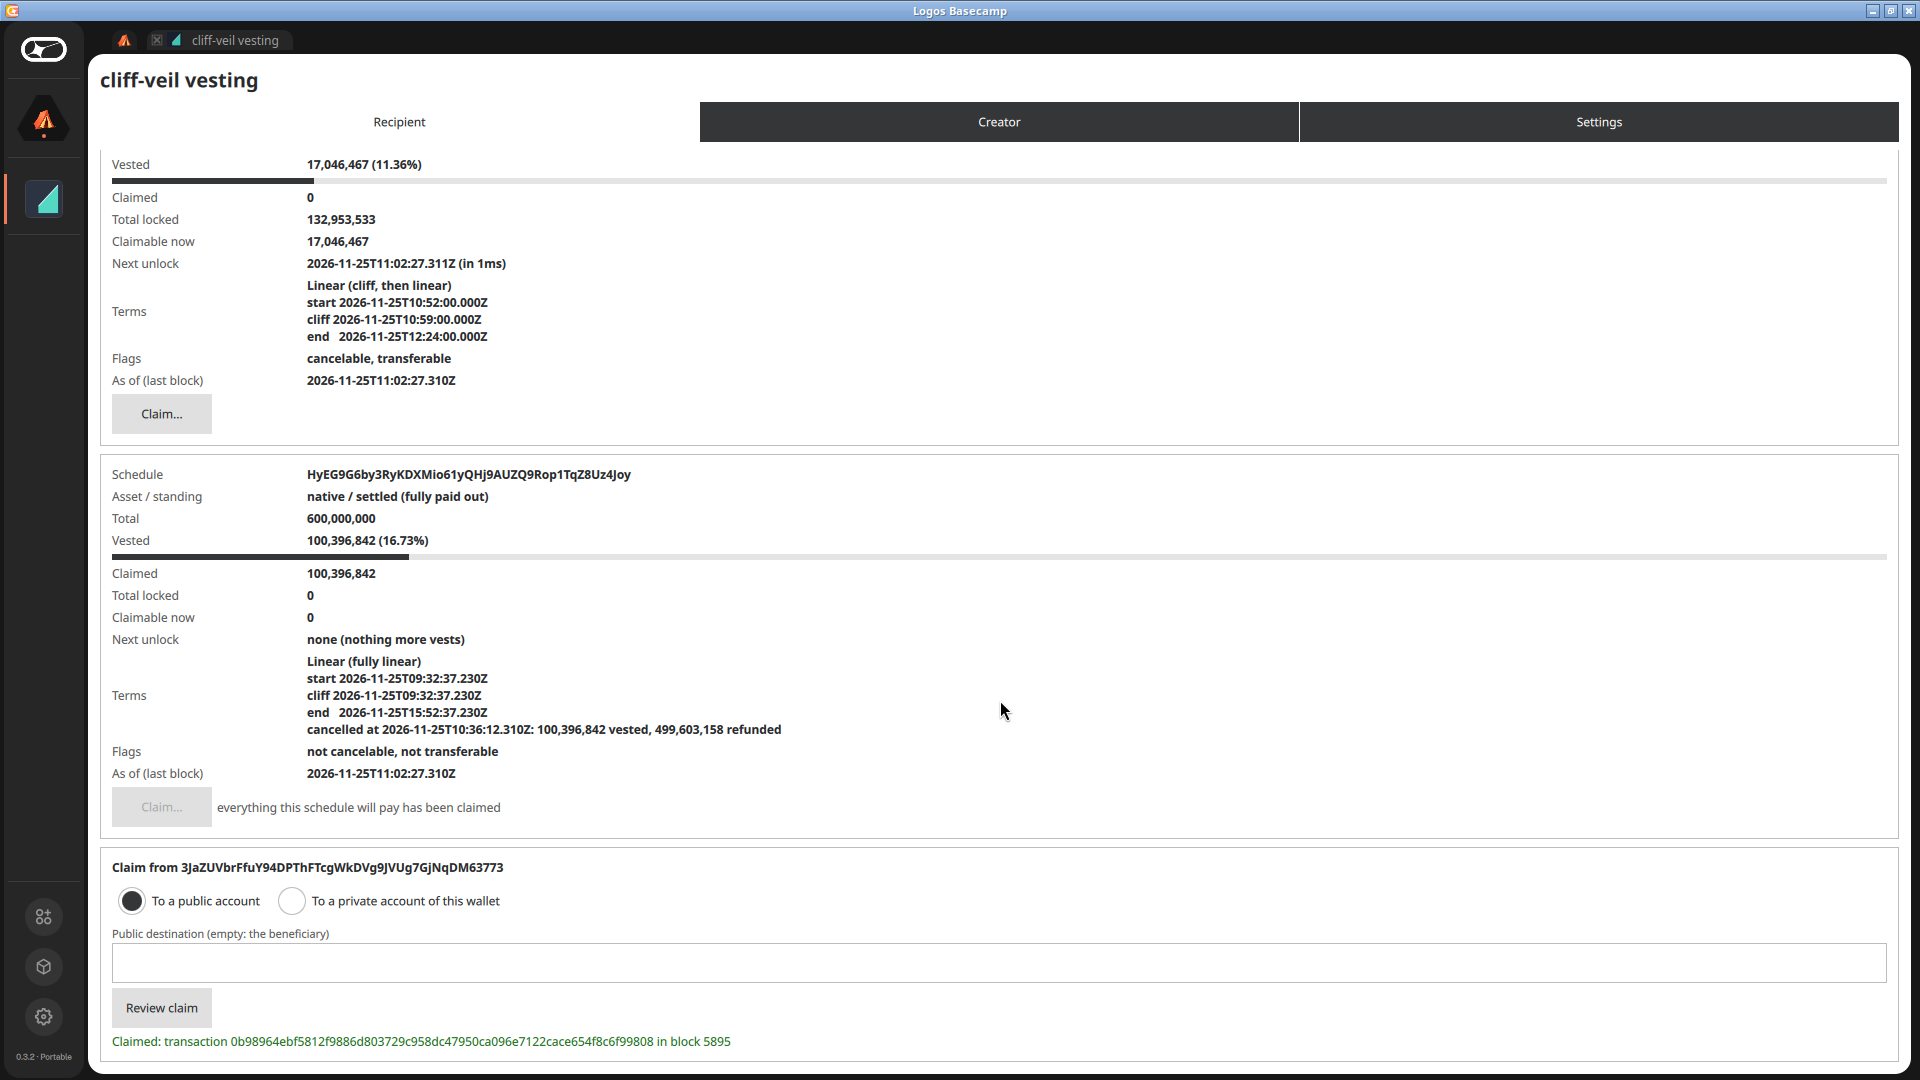 Logos Basecamp
cliff-veil vesting
cliff-veil vesting
Recipient
Creator
Settings
Vested 17,046,467 (11.36%)
Claimed 0
Total locked 132,953,533
Claimable now 17,046,467
Next unlock 2026-11-25T11:02:27.311Z (in 1ms)
Terms
Linear (cliff, then linear)
start 2026-11-25T10:52:00.000Z
cliff 2026-11-25T10:59:00.000Z
end 2026-11-25T12:24:00.000Z
Flags cancelable, transferable
As of (last block) 2026-11-25T11:02:27.310Z
Claim...
Schedule HyEG9G6by3RyKDXMio61yQHj9AUZQ9Rop1TqZ8Uz4Joy
Asset / standing native / settled (fully paid out)
Total 600,000,000
Vested 100,396,842 (16.73%)
Claimed 100,396,842
Total locked 0
Claimable now 0
Next unlock none (nothing more vests)
Terms
Linear (fully linear)
start 2026-11-25T09:32:37.230Z
cliff 2026-11-25T09:32:37.230Z
end 2026-11-25T15:52:37.230Z
cancelled at 2026-11-25T10:36:12.310Z: 100,396,842 vested, 499,603,158 refunded
Flags not cancelable, not transferable
As of (last block) 2026-11-25T11:02:27.310Z
Claim... everything this schedule will pay has been claimed
Claim from 3JaZUVbrFfuY94DPThFTcgWkDVg9JVUg7GjNqDM63773
To a public account To a private account of this wallet
Public destination (empty: the beneficiary)
Review claim
Claimed: transaction 0b98964ebf5812f9886d803729c958dc47950ca096e7122cace654f8c6f99808 in block 5895
0.3.2 · Portable